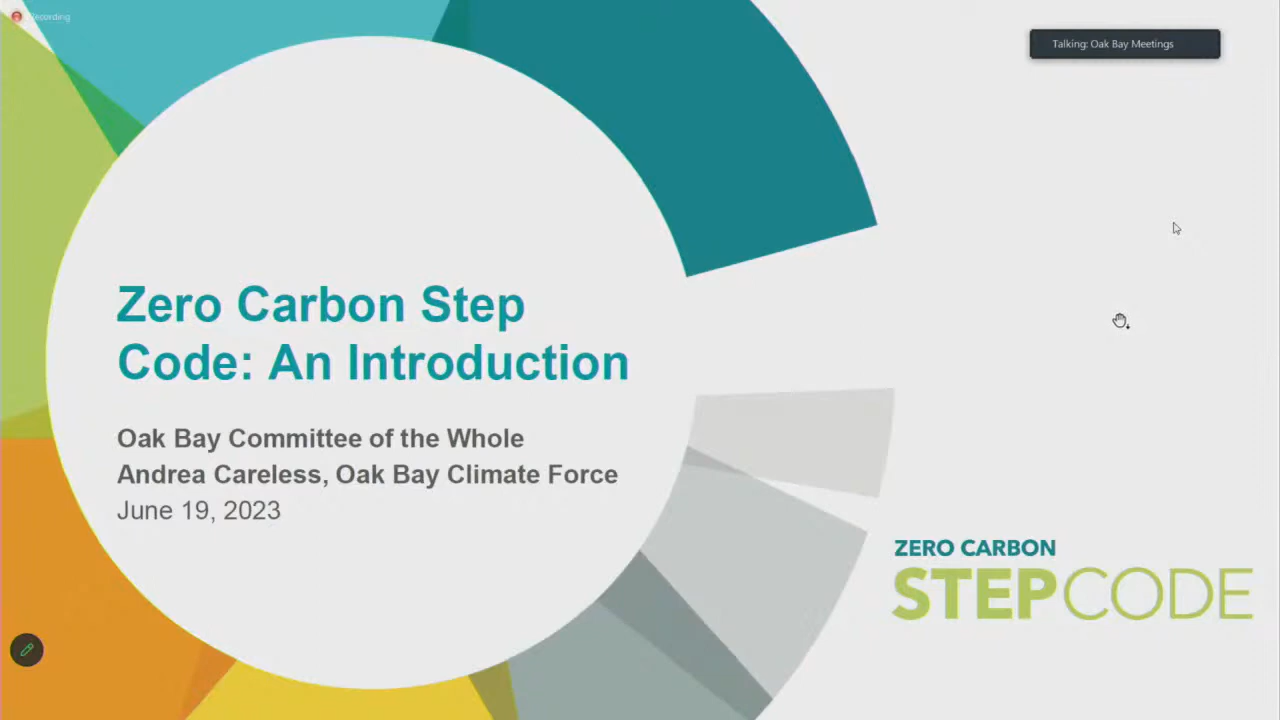 Recording
Talking: Oak Bay Meetings
Zero Carbon Step
Code: An Introduction
Oak Bay Committee of the Whole
Andrea Careless, Oak Bay Climate Force
June 19, 2023
ZERO CARBON
STEPCODE